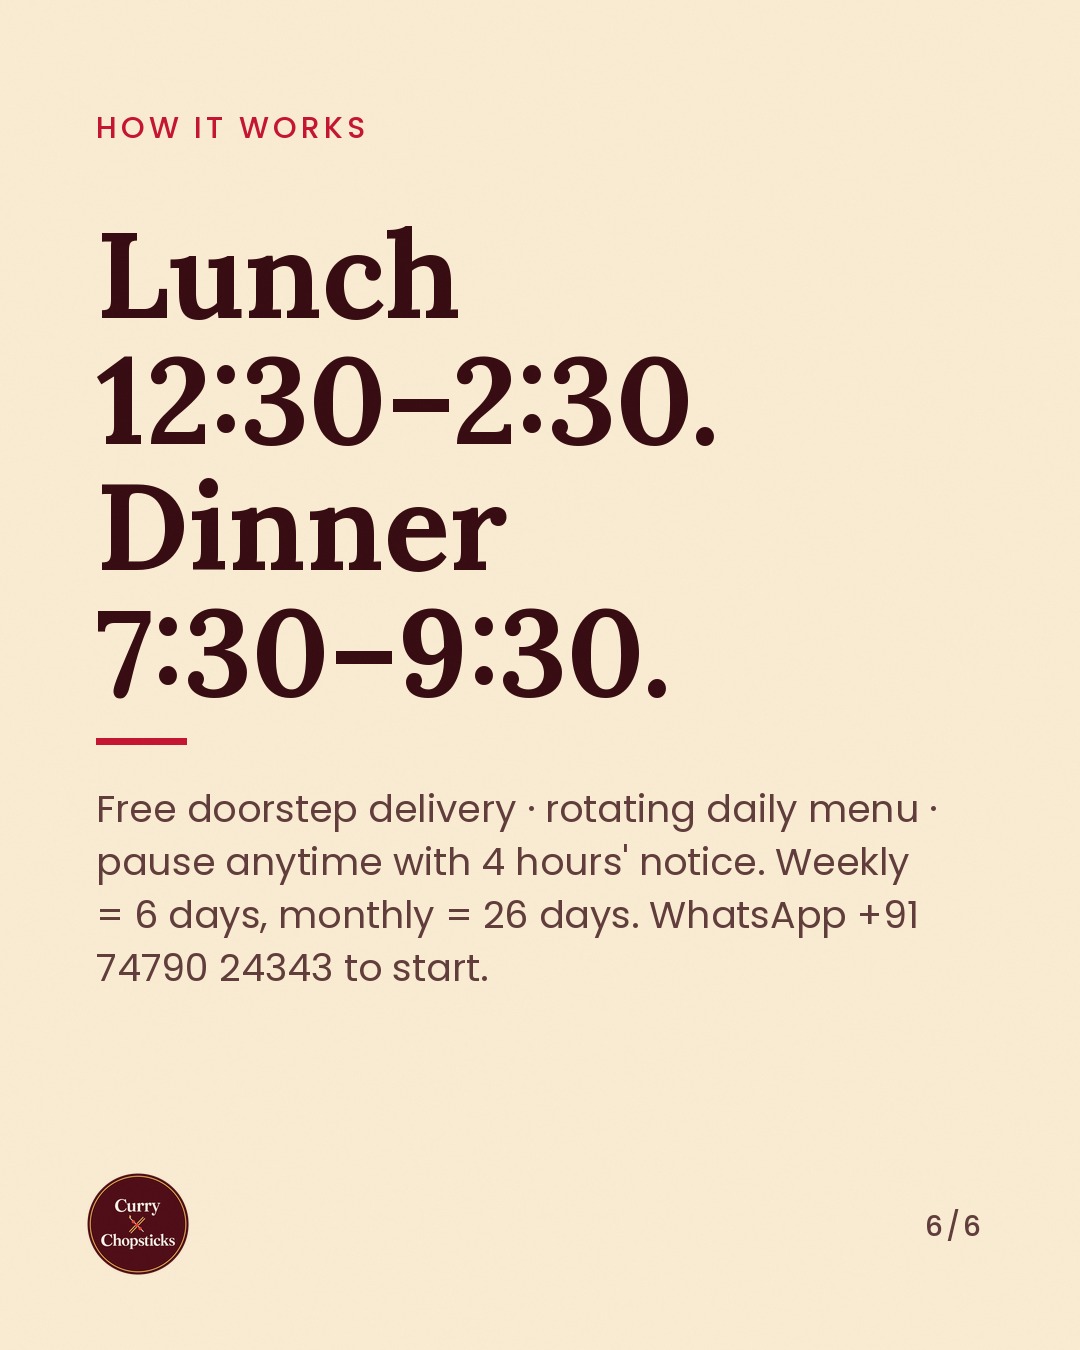 HOW IT WORKS
Lunch
12:30–2:30.
Dinner
7:30–9:30.
Free doorstep delivery · rotating daily menu ·
pause anytime with 4 hours' notice. Weekly
= 6 days, monthly = 26 days. WhatsApp +91
74790 24343 to start.
Curry
Chopsticks
6/6